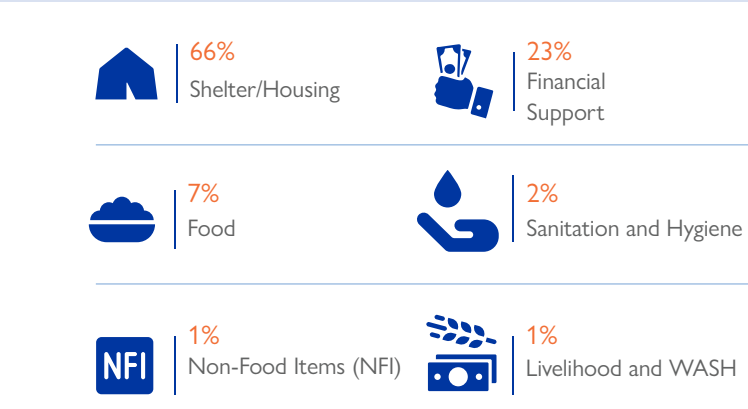 66%
Shelter/Housing
23%
Financial
Support
7%
Food
2%
Sanitation and Hygiene
NFI
1%
Non-Food Items (NFI)
1%
Livelihood and WASH